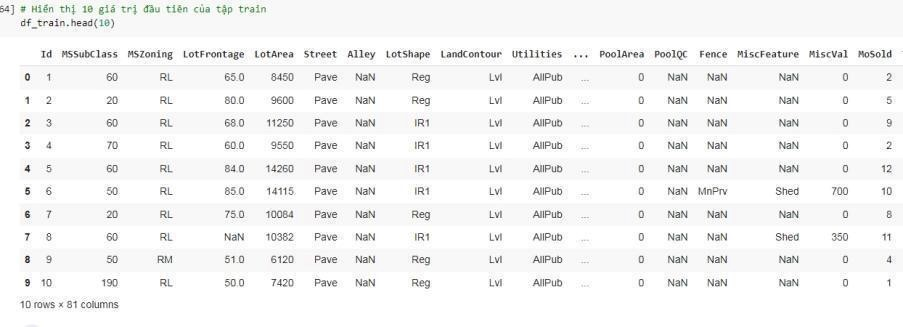 64] # Hiển thị 10 giá trị đầu tiên của tập train
df_train.head(10)
Id MSSubClass MSZoning LotFrontage LotArea Street Alley LotShape LandContour Utilities ... PoolArea PoolQC Fence MiscFeature MiscVal MoSold
0 1 60 RL 65.0 8450 Pave NaN Reg Lvl AllPub ... 0 NaN NaN NaN 0 2
1 2 20 RL 80.0 9600 Pave NaN Reg Lvl AllPub ... 0 NaN NaN NaN 0 5
2 3 60 RL 68.0 11250 Pave NaN IR1 Lvl AllPub ... 0 NaN NaN NaN 0 9
3 4 70 RL 60.0 9550 Pave NaN IR1 Lvl AllPub ... 0 NaN NaN NaN 0 2
4 5 60 RL 84.0 14260 Pave NaN IR1 Lvl AllPub ... 0 NaN NaN NaN 0 12
5 6 50 RL 85.0 14115 Pave NaN IR1 Lvl AllPub ... 0 NaN MnPrv Shed 700 10
6 7 20 RL 75.0 10084 Pave NaN Reg Lvl AllPub ... 0 NaN NaN NaN 0 8
7 8 60 RL NaN 10382 Pave NaN IR1 Lvl AllPub ... 0 NaN NaN Shed 350 11
8 9 50 RM 51.0 6120 Pave NaN Reg Lvl AllPub ... 0 NaN NaN NaN 0 4
9 10 190 RL 50.0 7420 Pave NaN Reg Lvl AllPub ... 0 NaN NaN NaN 0 1
10 rows × 81 columns